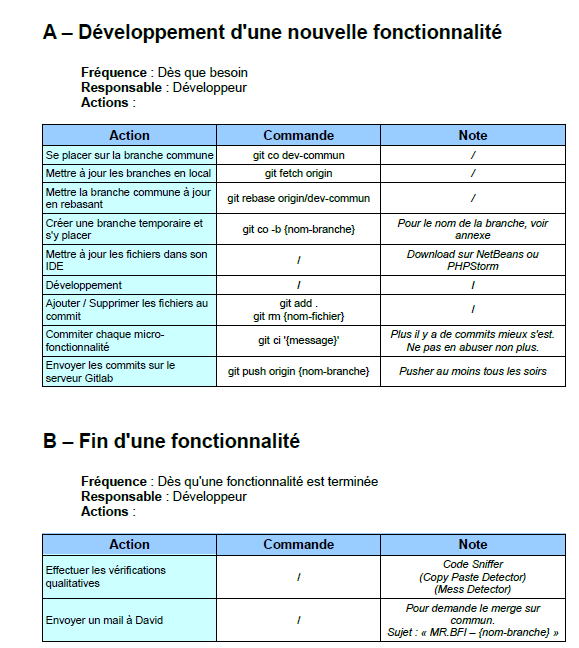 A – Développement d'une nouvelle fonctionnalité
Fréquence : Dès que besoin
Responsable : Développeur
Actions :
Action Commande Note
Se placer sur la branche commune git co dev-commun /
Mettre à jour les branches en local git fetch origin /
Mettre la branche commune à jour
en rebasant git rebase origin/dev-commun /
Créer une branche temporaire et
s'y placer git co -b {nom-branche} Pour le nom de la branche, voir
annexe
Mettre à jour les fichiers dans son
IDE / Download sur NetBeans ou
PHPStorm
Développement / /
Ajouter / Supprimer les fichiers au
commit git add .
git rm {nom-fichier} /
Commiter chaque micro-
fonctionnalité git ci '{message}' Plus il y a de commits mieux s'est.
Ne pas en abuser non plus.
Envoyer les commits sur le
serveur Gitlab git push origin {nom-branche} Pusher au moins tous les soirs
B – Fin d'une fonctionnalité
Fréquence : Dès qu'une fonctionnalité est terminée
Responsable : Développeur
Actions :
Action Commande Note
Effectuer les vérifications
qualitatives / Code Sniffer
(Copy Paste Detector)
(Mess Detector)
Envoyer un mail à David / Pour demande le merge sur
commun.
Sujet : « MR.BFI – {nom-branche} »